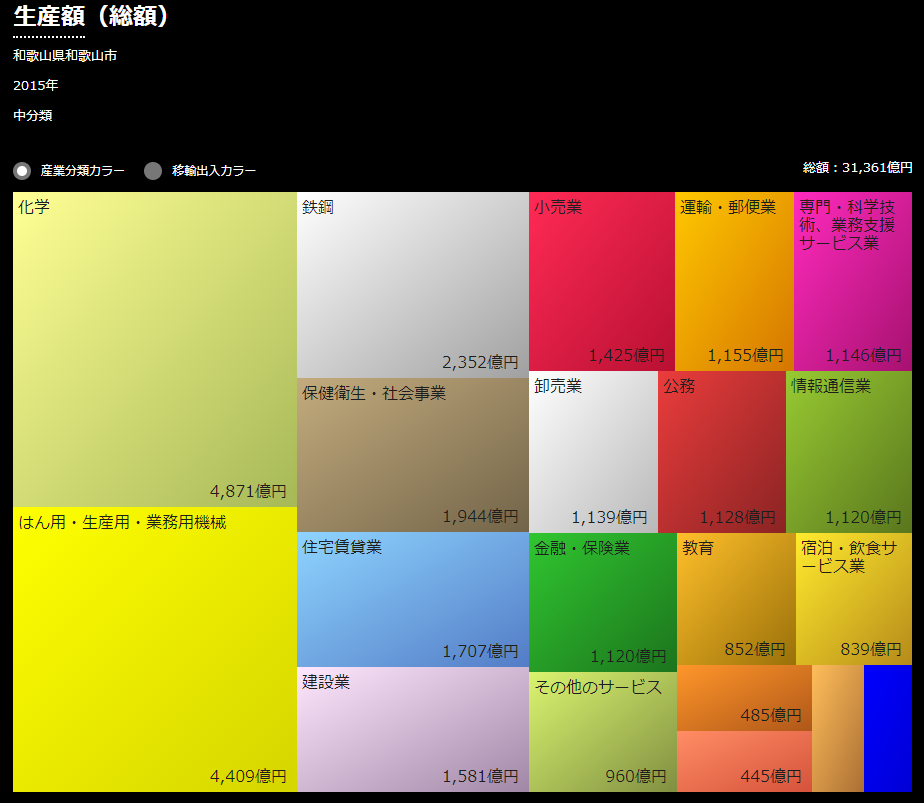 生産額（総額）
和歌山県和歌山市
2015年
中分類
産業分類カラー
移輸出入カラー
総額：31,361億円
化学
4,871億円
はん用・生産用・業務用機械
4,409億円
鉄鋼
2,352億円
保健衛生・社会事業
1,944億円
住宅賃貸業
1,707億円
建設業
1,581億円
小売業
1,425億円
運輸・郵便業
1,155億円
専門・科学技
術、業務支援
サービス業
1,146億円
卸売業
1,139億円
公務
1,128億円
情報通信業
1,120億円
金融・保険業
1,120億円
教育
852億円
宿泊・飲食サ
ービス業
839億円
その他のサービス
960億円
485億円
445億円